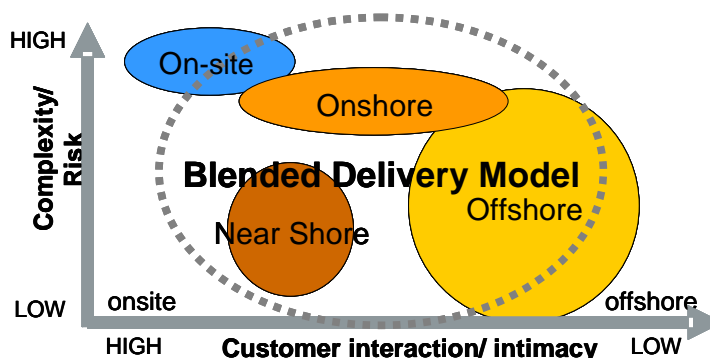 HIGH
On-site
Onshore
Complexity/
Risk
Blended Delivery Model
Offshore
Near Shore
LOW
onsite
offshore
HIGH
Customer interaction/ intimacy
LOW